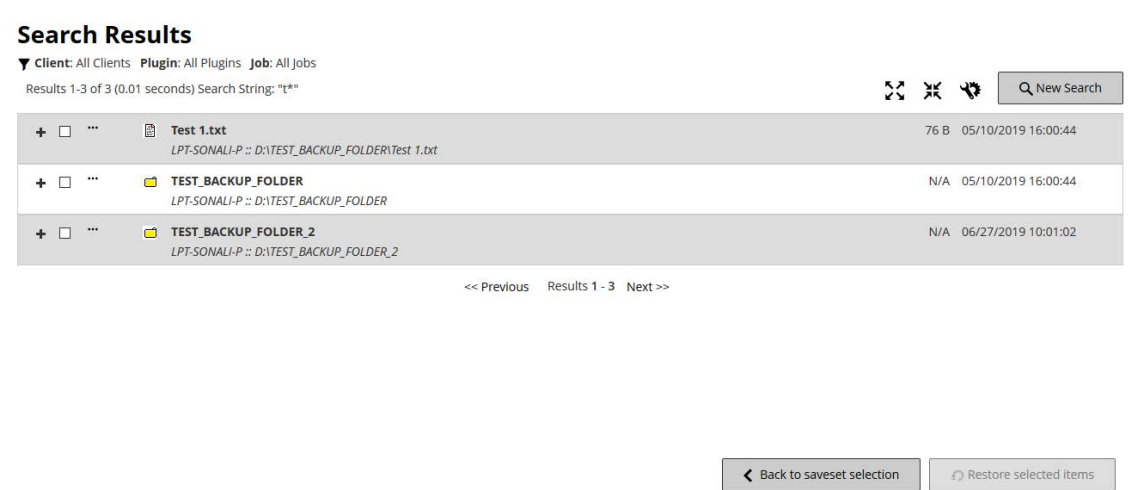 Search Results
Client: All Clients Plugin: All Plugins Job: All Jobs
Results 1-3 of 3 (0.01 seconds) Search String: "t*"
New Search
Test 1.txt 76 B 05/10/2019 16:00:44
LPT-SONALI-P :: D:\TEST_BACKUP_FOLDER\Test 1.txt
TEST_BACKUP_FOLDER N/A 05/10/2019 16:00:44
LPT-SONALI-P :: D:\TEST_BACKUP_FOLDER
TEST_BACKUP_FOLDER_2 N/A 06/27/2019 10:01:02
LPT-SONALI-P :: D:\TEST_BACKUP_FOLDER_2
<< Previous Results 1 - 3 Next >>
Back to saveset selection Restore selected items